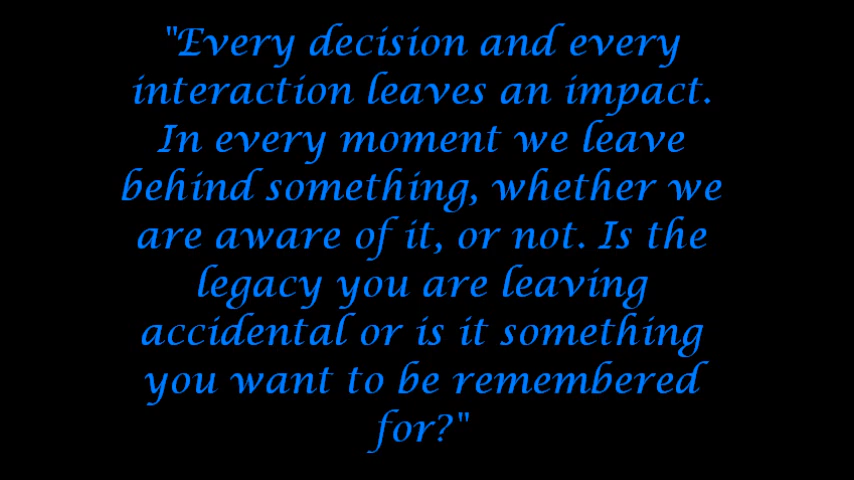 "Every decision and every
interaction leaves an impact.
In every moment we leave
behind something, whether we
are aware of it, or not. Is the
legacy you are leaving
accidental or is it something
you want to be remembered
for?"